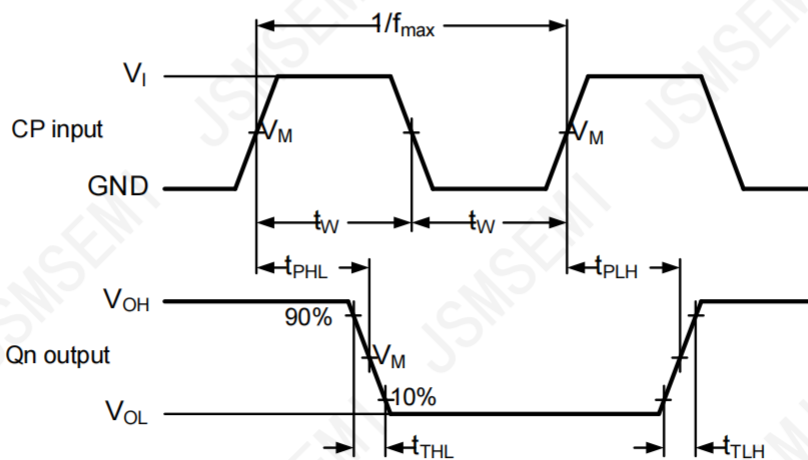 1/fmax
VI
CP input
VM
VM
GND
tW
tW
tPHL
tPLH
VOH
90%
Qn output
VM
10%
VOL
tTHL
tTLH
JSMSEMI
JSMSEMI
JSMSEMI
JSMSEMI